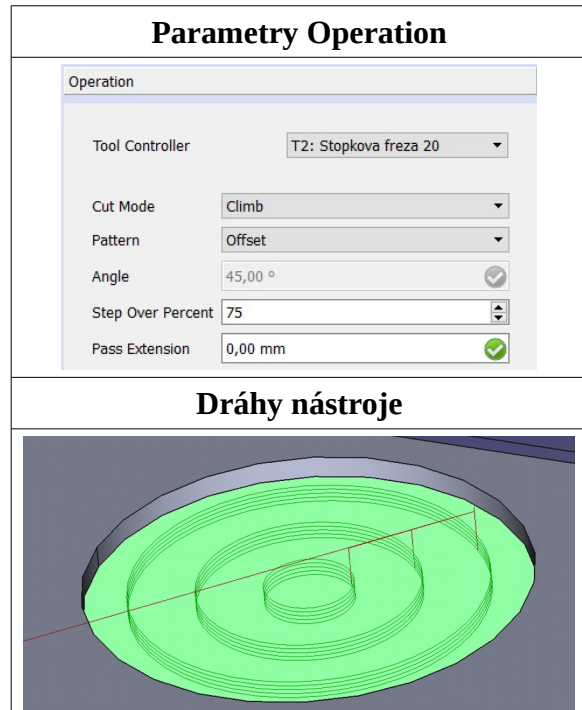 Parametry Operation
Operation
Tool Controller T2: Stopkova freza 20
Cut Mode Climb
Pattern Offset
Angle 45,00 °
Step Over Percent 75
Pass Extension 0,00 mm
Dráhy nástroje